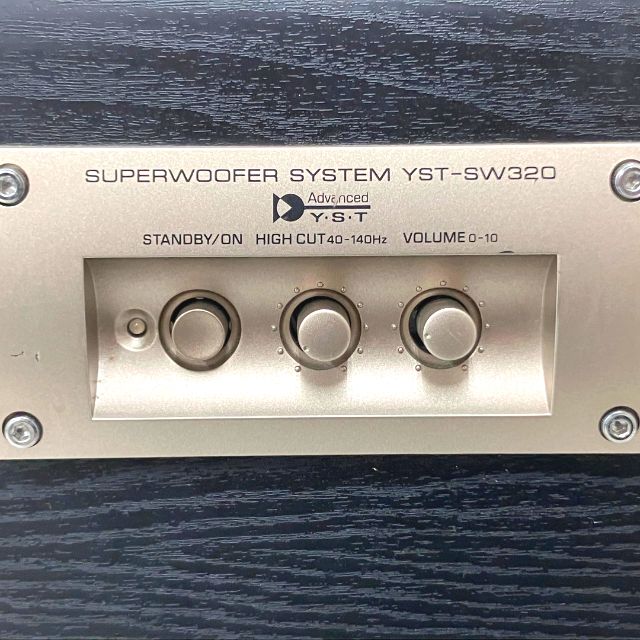 SUPERWOOFER SYSTEM YST-SW320
Advanced
Y·S·T
STANDBY/ON HIGH CUT 40-140Hz VOLUME 0-10